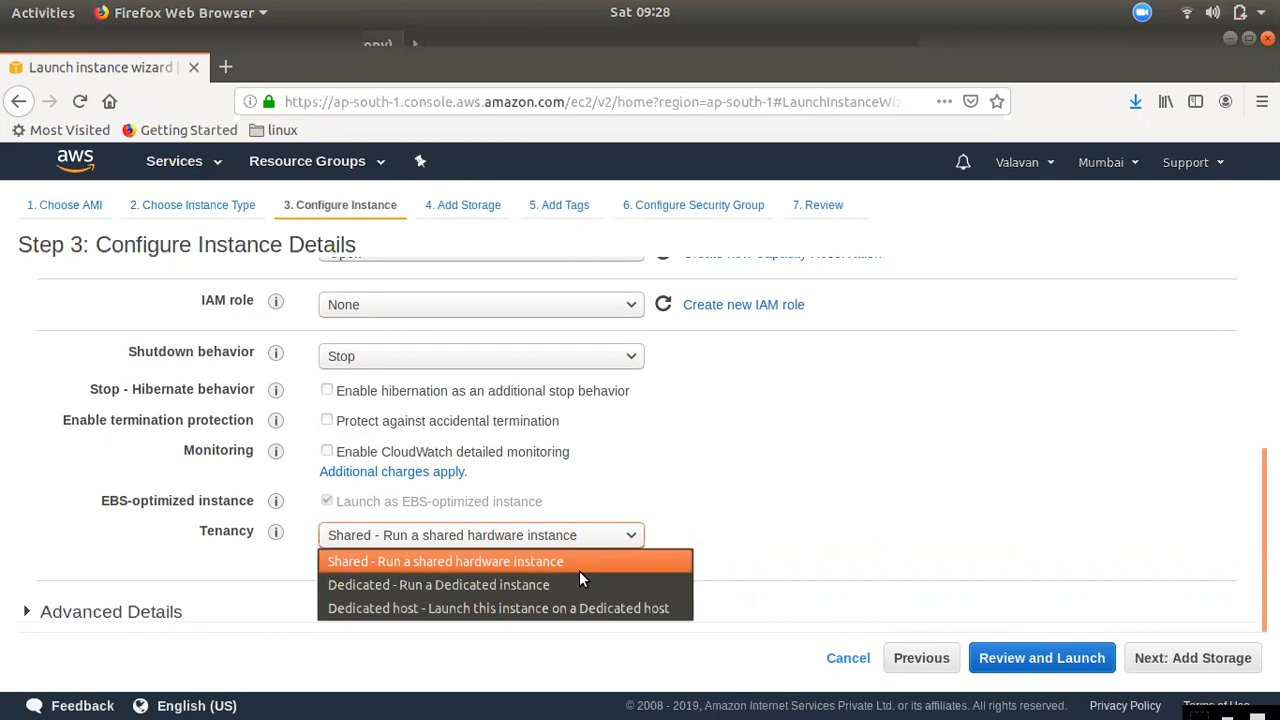 Activities
Firefox Web Browser
Sat 09:28
Launch instance wizard
https://ap-south-1.console.aws.amazon.com/ec2/v2/home?region=ap-south-1#LaunchInstanceWiz
Most Visited
Getting Started
linux
aws
Services
Resource Groups
Valavan
Mumbai
Support
1. Choose AMI
2. Choose Instance Type
3. Configure Instance
4. Add Storage
5. Add Tags
6. Configure Security Group
7. Review
Step 3: Configure Instance Details
IAM role
None
Create new IAM role
Shutdown behavior
Stop
Stop - Hibernate behavior
Enable hibernation as an additional stop behavior
Enable termination protection
Protect against accidental termination
Monitoring
Enable CloudWatch detailed monitoring
Additional charges apply.
EBS-optimized instance
Launch as EBS-optimized instance
Tenancy
Shared - Run a shared hardware instance
Shared - Run a shared hardware instance
Dedicated - Run a Dedicated instance
Dedicated host - Launch this instance on a Dedicated host
Advanced Details
Cancel
Previous
Review and Launch
Next: Add Storage
Feedback
English (US)
© 2008 - 2019, Amazon Internet Services Private Ltd. or its affiliates. All rights reserved.
Privacy Policy
Terms of Use